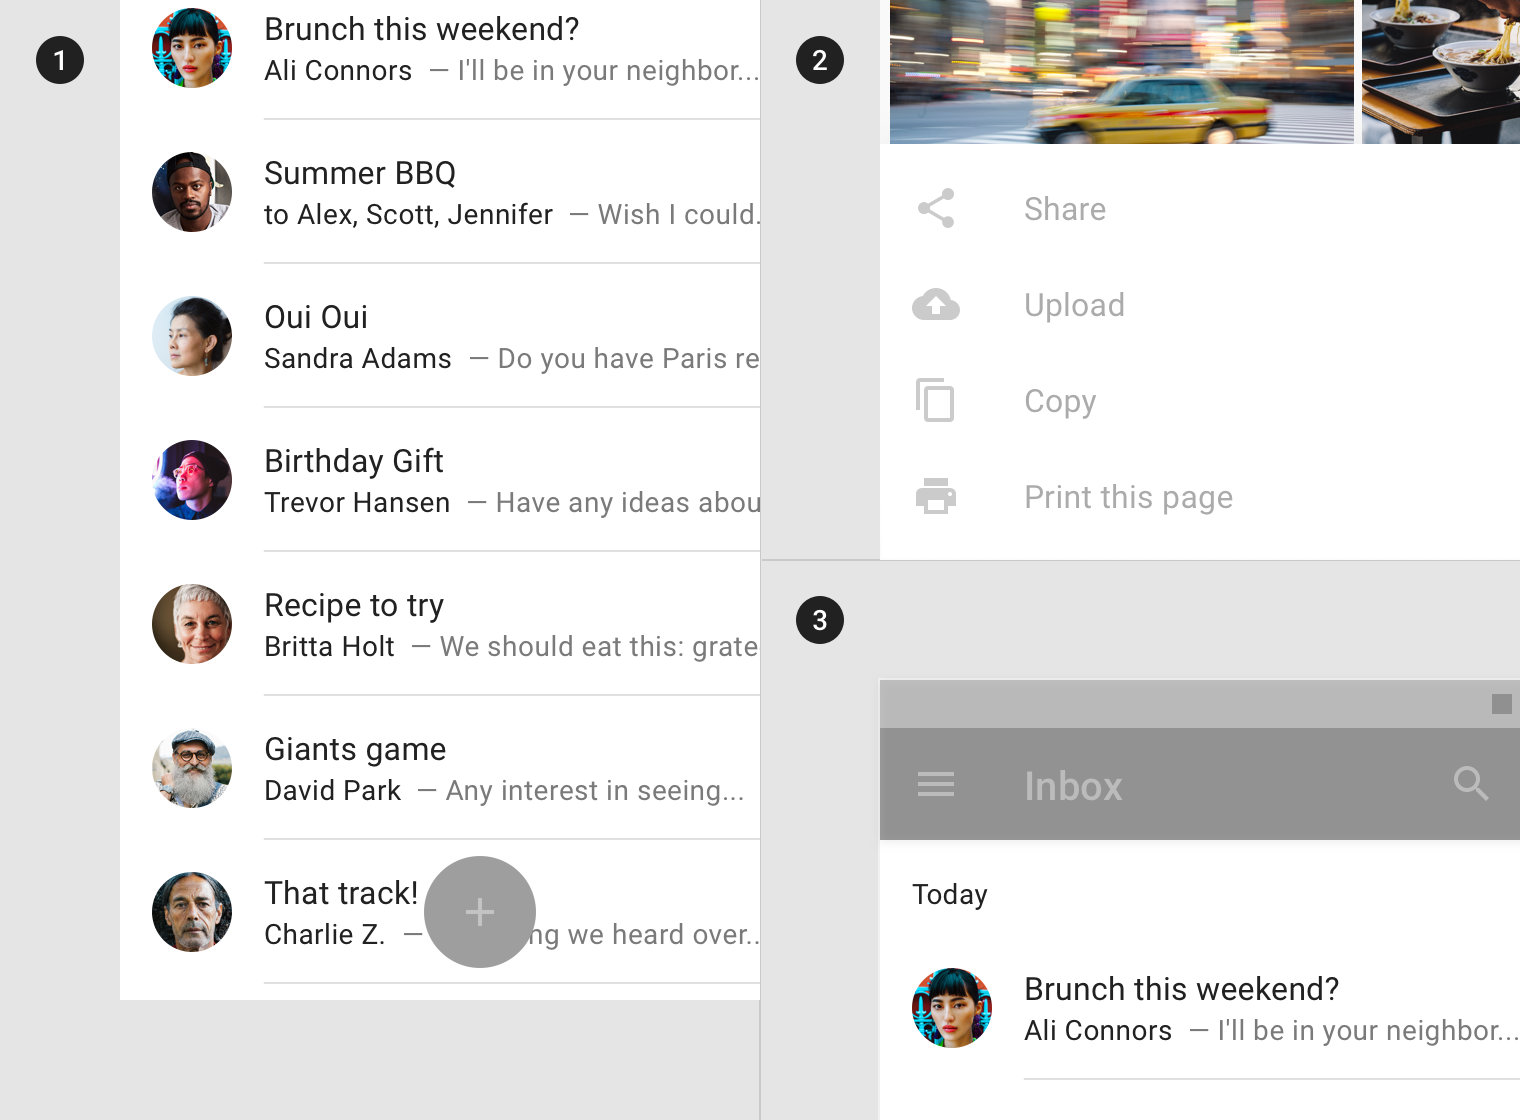 1
Brunch this weekend?
Ali Connors — I'll be in your neighbor...
Summer BBQ
to Alex, Scott, Jennifer — Wish I could.
Oui Oui
Sandra Adams — Do you have Paris re
Birthday Gift
Trevor Hansen — Have any ideas abou
Recipe to try
Britta Holt — We should eat this: grate
Giants game
David Park — Any interest in seeing...
That track!
Charlie Z. — ng we heard over..
2
Share
Upload
Copy
Print this page
3
Inbox
Today
Brunch this weekend?
Ali Connors — I'll be in your neighbor...